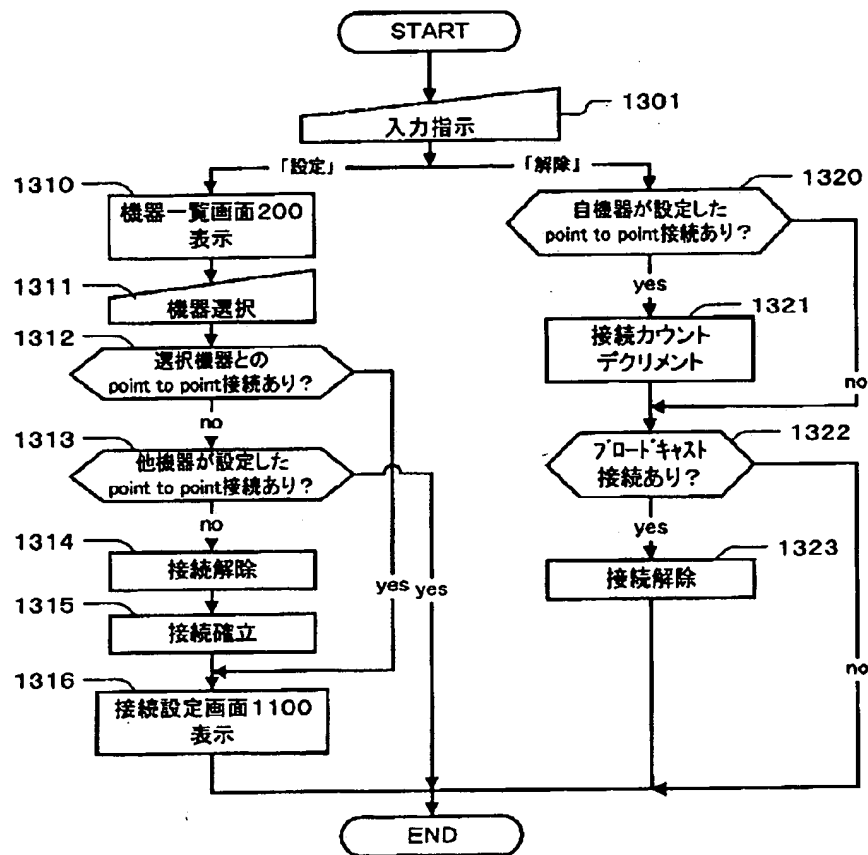 START
1301
入力指示
「設定」
「解除」
1310
機器一覧画面200
表示
1311
機器選択
1312
選択機器との
point to point接続あり?
no
1313
他機器が設定した
point to point接続あり?
no
1314
接続解除
yes
yes
1315
接続確立
1316
接続設定画面1100
表示
1320
自機器が設定した
point to point接続あり?
yes
1321
接続カウント
デクリメント
no
1322
ブロードキャスト
接続あり?
yes
1323
接続解除
no
END